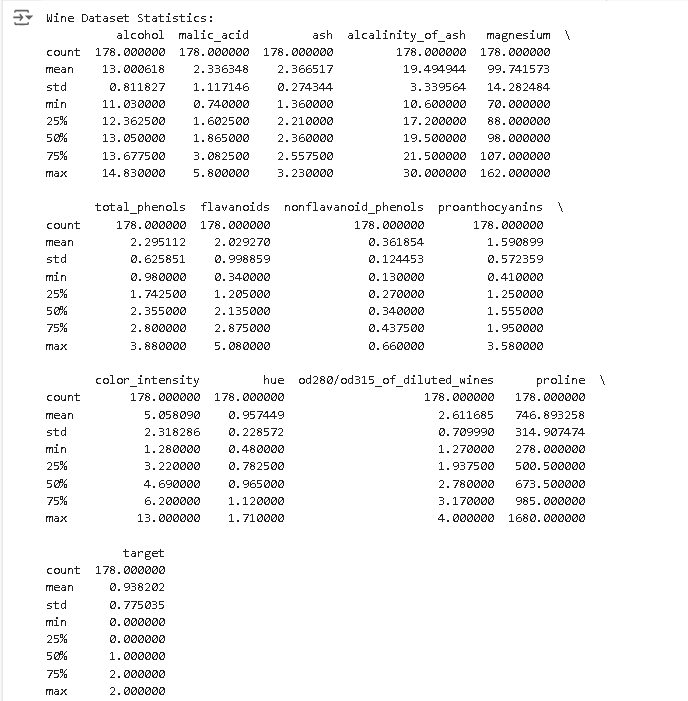 Wine Dataset Statistics:
alcohol malic_acid ash alcalinity_of_ash magnesium \
count 178.000000 178.000000 178.000000 178.000000 178.000000
mean 13.000618 2.336348 2.366517 19.494944 99.741573
std 0.811827 1.117146 0.274344 3.339564 14.282484
min 11.030000 0.740000 1.360000 10.600000 70.000000
25% 12.362500 1.602500 2.210000 17.200000 88.000000
50% 13.050000 1.865000 2.360000 19.500000 98.000000
75% 13.677500 3.082500 2.557500 21.500000 107.000000
max 14.830000 5.800000 3.230000 30.000000 162.000000
total_phenols flavanoids nonflavanoid_phenols proanthocyanins \
count 178.000000 178.000000 178.000000 178.000000
mean 2.295112 2.029270 0.361854 1.590899
std 0.625851 0.998859 0.124453 0.572359
min 0.980000 0.340000 0.130000 0.410000
25% 1.742500 1.205000 0.270000 1.250000
50% 2.355000 2.135000 0.340000 1.555000
75% 2.800000 2.875000 0.437500 1.950000
max 3.880000 5.080000 0.660000 3.580000
color_intensity hue od280/od315_of_diluted_wines proline \
count 178.000000 178.000000 178.000000 178.000000
mean 5.058090 0.957449 2.611685 746.893258
std 2.318286 0.228572 0.709990 314.907474
min 1.280000 0.480000 1.270000 278.000000
25% 3.220000 0.782500 1.937500 500.500000
50% 4.690000 0.965000 2.780000 673.500000
75% 6.200000 1.120000 3.170000 985.000000
max 13.000000 1.710000 4.000000 1680.000000
target
count 178.000000
mean 0.938202
std 0.775035
min 0.000000
25% 0.000000
50% 1.000000
75% 2.000000
max 2.000000